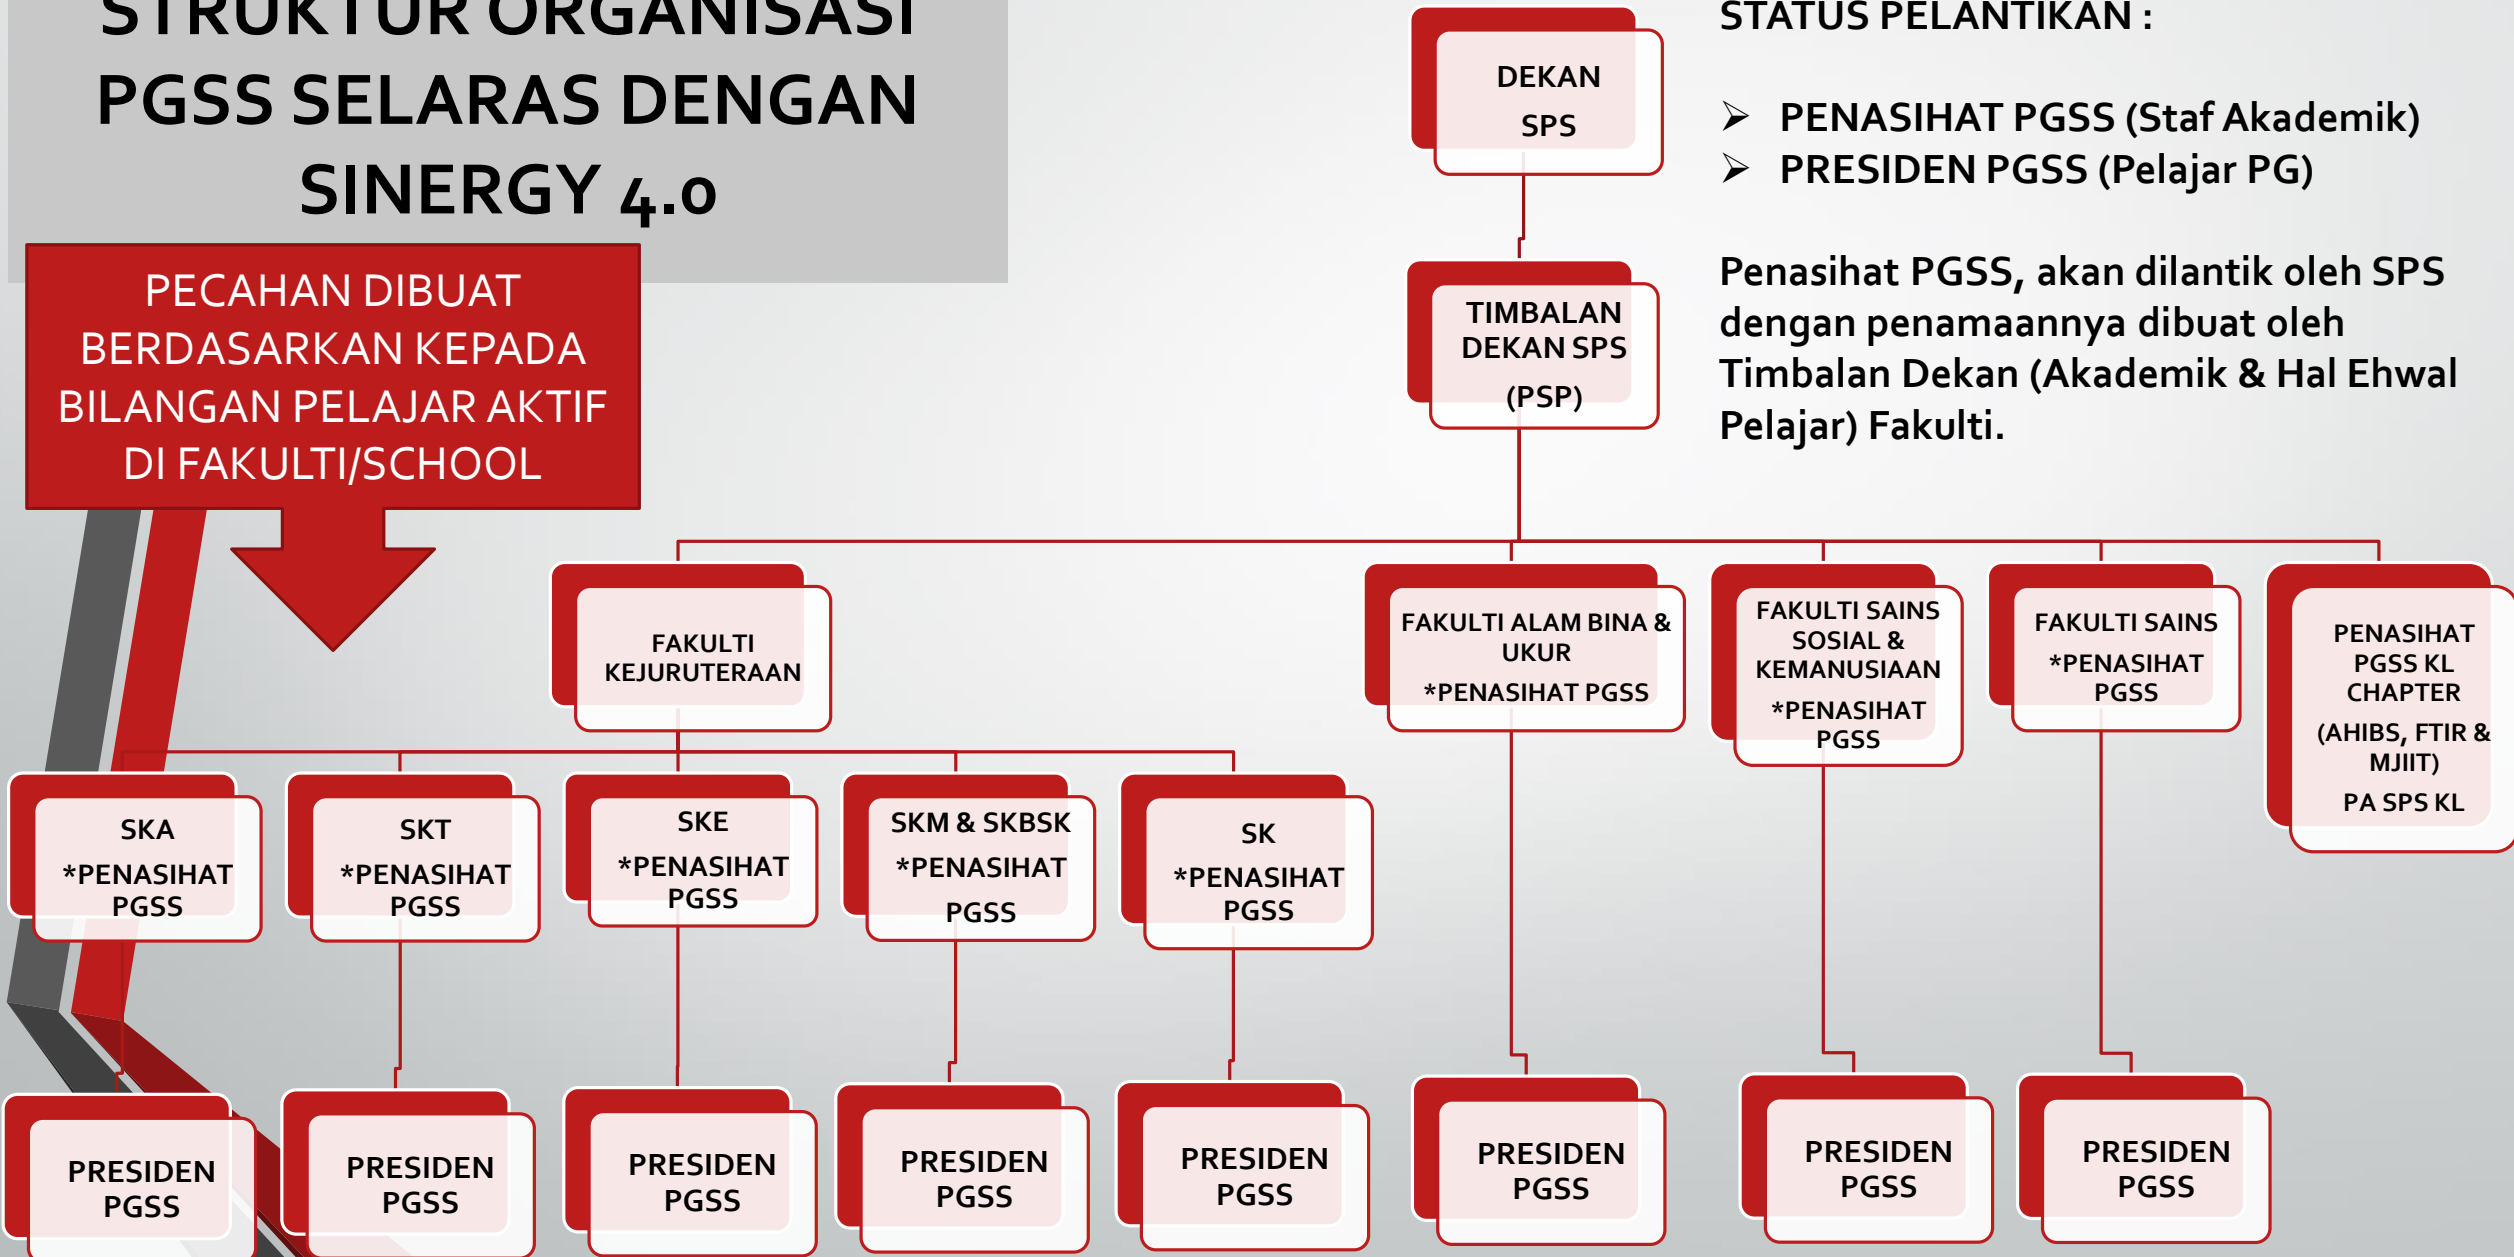 STRUKTUR ORGANISASI
PGSS SELARAS DENGAN
SINERGY 4.0
PECAHAN DIBUAT
BERDASARKAN KEPADA
BILANGAN PELAJAR AKTIF
DI FAKULTI/SCHOOL
DEKAN
SPS
TIMBALAN
DEKAN SPS
(PSP)
STATUS PELANTIKAN :
➢ PENASIHAT PGSS (Staf Akademik)
➢ PRESIDEN PGSS (Pelajar PG)
Penasihat PGSS, akan dilantik oleh SPS
dengan penamaannya dibuat oleh
Timbalan Dekan (Akademik & Hal Ehwal
Pelajar) Fakulti.
FAKULTI
KEJURUTERAAN
FAKULTI ALAM BINA &
UKUR
*PENASIHAT PGSS
FAKULTI SAINS
SOSIAL &
KEMANUSIAAN
*PENASIHAT
PGSS
FAKULTI SAINS
*PENASIHAT
PGSS
PENASIHAT
PGSS KL
CHAPTER
(AHIBS, FTIR &
MJIIT)
PA SPS KL
SKA
*PENASIHAT
PGSS
SKT
*PENASIHAT
PGSS
SKE
*PENASIHAT
PGSS
SKM & SKBSK
*PENASIHAT
PGSS
SK
*PENASIHAT
PGSS
PRESIDEN
PGSS
PRESIDEN
PGSS
PRESIDEN
PGSS
PRESIDEN
PGSS
PRESIDEN
PGSS
PRESIDEN
PGSS
PRESIDEN
PGSS
PRESIDEN
PGSS